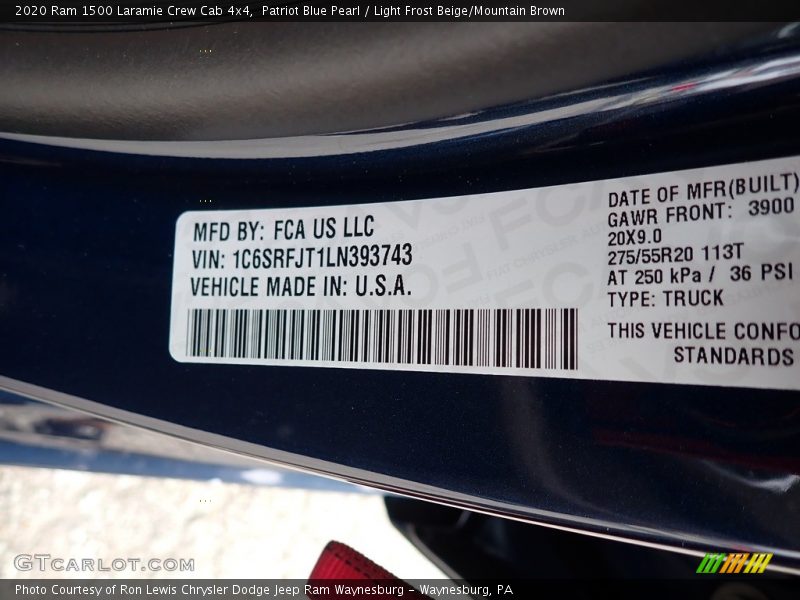 2020 Ram 1500 Laramie Crew Cab 4x4, Patriot Blue Pearl / Light Frost Beige/Mountain Brown
MFD BY: FCA US LLC
VIN: 1C6SRFJT1LN393743
VEHICLE MADE IN: U.S.A.
DATE OF MFR(BUILT)
GAWR FRONT: 3900
20X9.0
275/55R20 113T
AT 250 kPa / 36 PSI
TYPE: TRUCK
THIS VEHICLE CONFO
STANDARDS
GTCARLOT.COM
Photo Courtesy of Ron Lewis Chrysler Dodge Jeep Ram Waynesburg - Waynesburg, PA